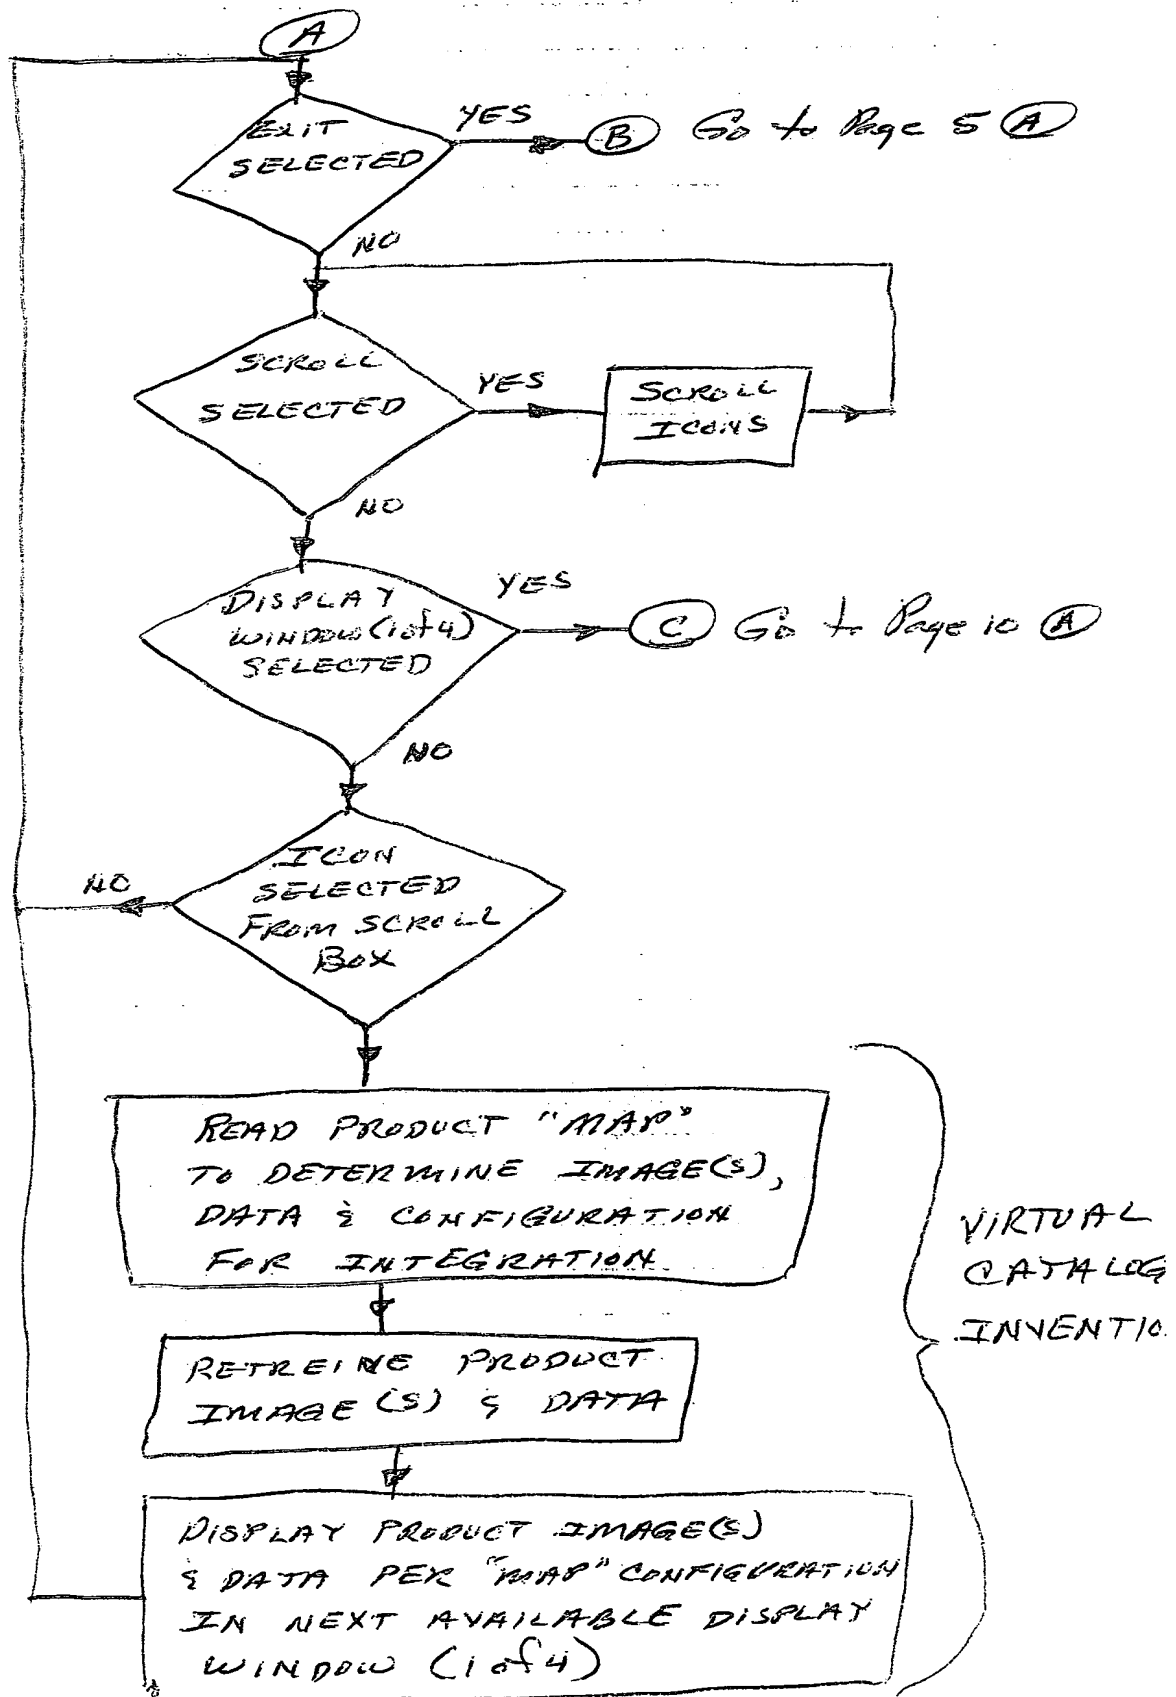 A
EXIT
SELECTED
YES
B Go to Page 5 A
NO
SCROLL
SELECTED
YES
SCROLL
ICONS
NO
DISPLAY
WINDOW (1 of 4)
SELECTED
YES
C Go to Page 10 A
NO
ICON
SELECTED
FROM SCROLL
BOX
NO
READ PRODUCT "MAP"
TO DETERMINE IMAGE(S),
DATA & CONFIGURATION
FOR INTEGRATION
RETREIVE PRODUCT
IMAGE(S) & DATA
DISPLAY PRODUCT IMAGE(S)
& DATA PER "MAP" CONFIGURATION
IN NEXT AVAILABLE DISPLAY
WINDOW (1 of 4)
VIRTUAL
CATALOG
INVENTIO